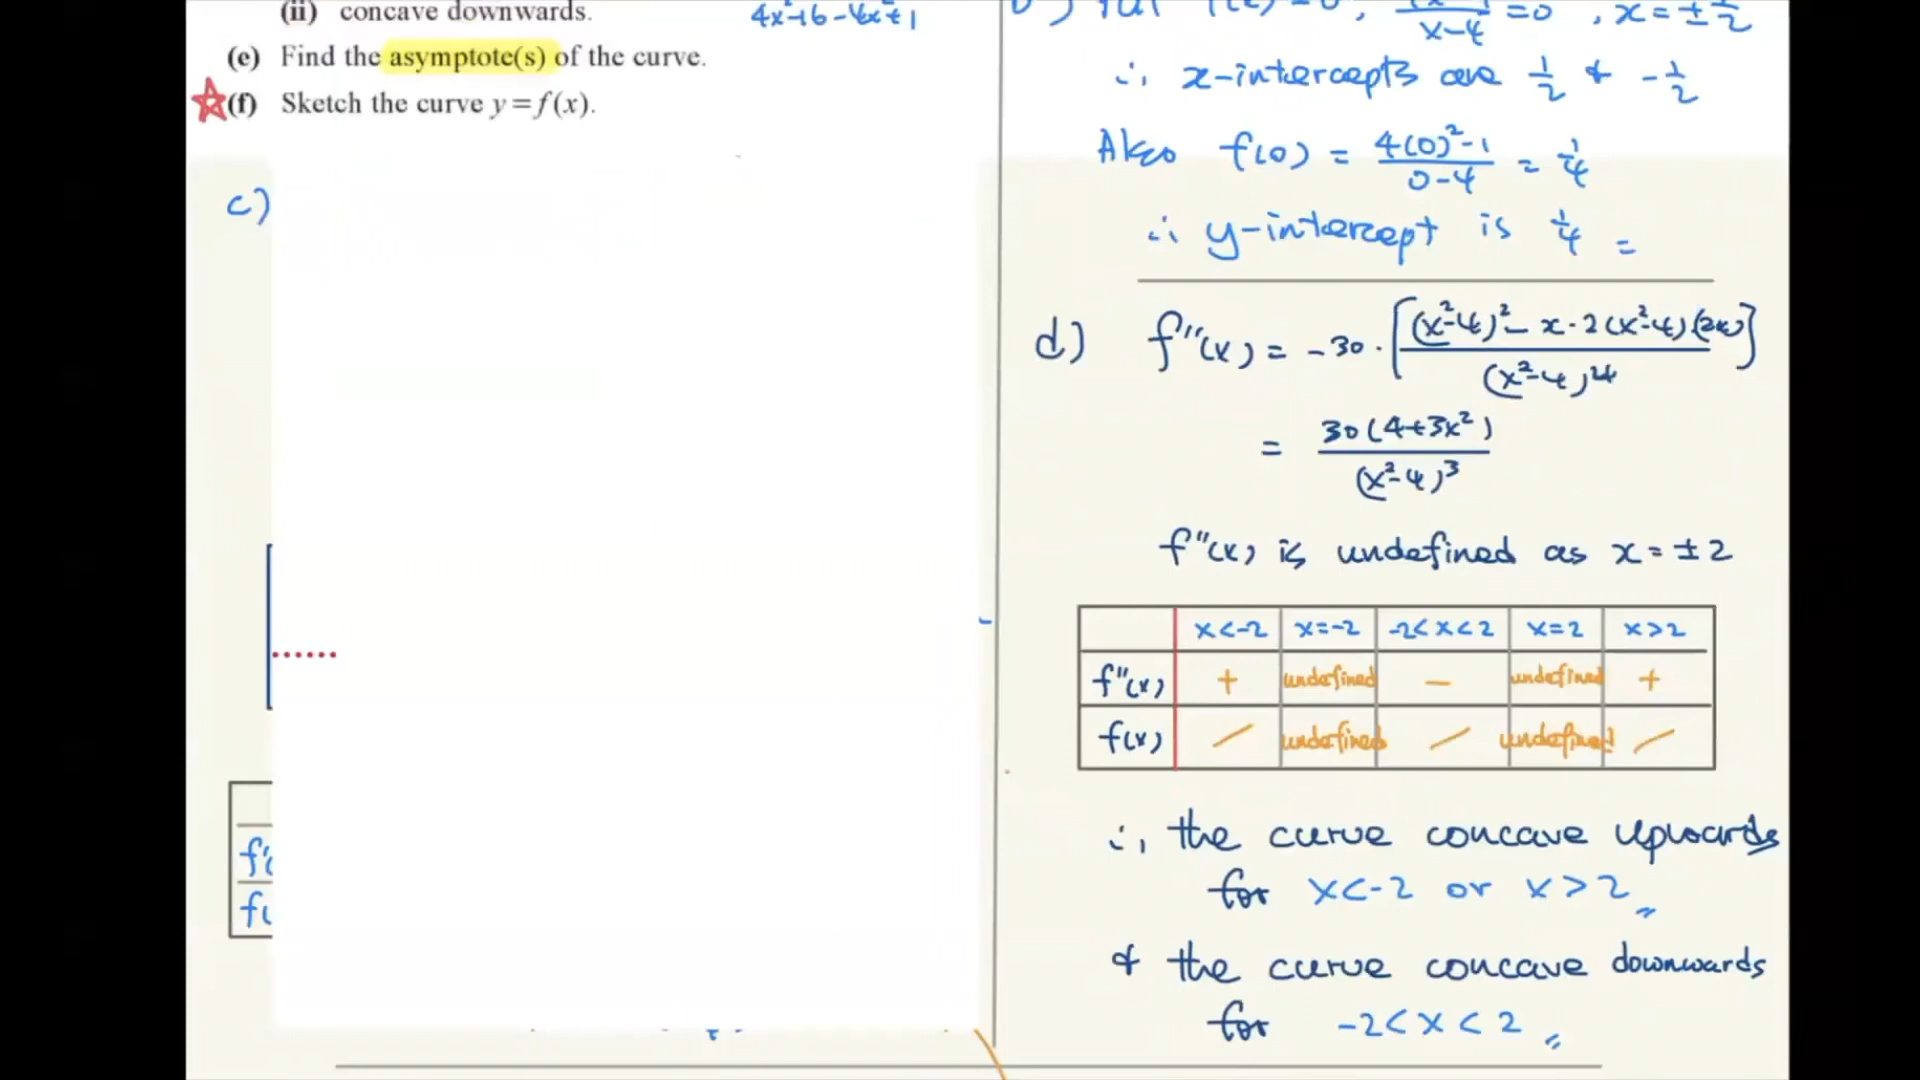 (ii) concave downwards.
4x²-16-4x²+1
(e) Find the asymptote(s) of the curve.
(f) Sketch the curve y=f(x).
c)
x-4 =0 , x=±1/2
∴ x-intercepts are 1/2 & -1/2
Also f(0) = 4(0)²-1 / 0-4 = 1/4
∴ y-intercept is 1/4
d) f''(x) = -30 · [(x²-4)² - x·2(x²-4)(2x) / (x²-4)⁴]
= 30(4+3x²) / (x²-4)³
f''(x) is undefined as x=±2
x<-2 x=-2 -2<x<2 x=2 x>2
f''(x) + undefined - undefined +
f(x) / undefined / undefined /
∴ the curve concave upwards
for x<-2 or x>2
& the curve concave downwards
for -2<x<2
f'(
f(